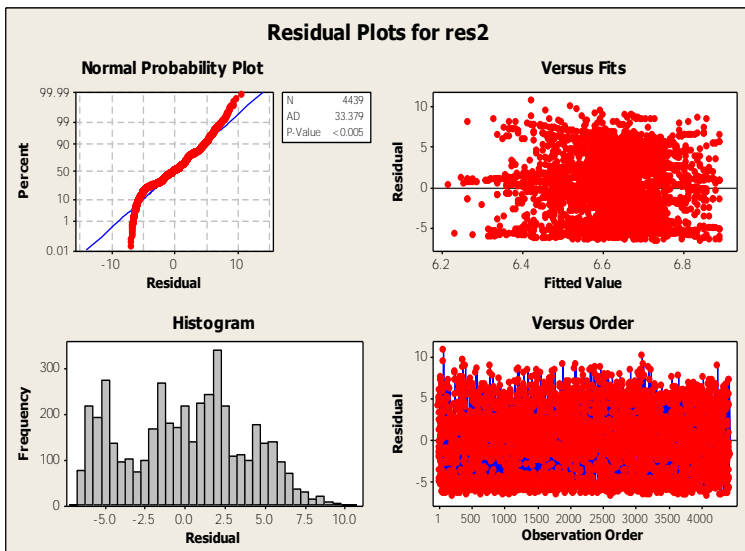 Residual Plots for res2
Normal Probability Plot
99.99
99
90
50
10
1
0.01
Percent
-10 0 10
Residual
N 4439
AD 33.379
P-Value <0.005
Versus Fits
10
5
0
-5
Residual
6.2 6.4 6.6 6.8
Fitted Value
Histogram
300
200
100
0
Frequency
-5.0 -2.5 0.0 2.5 5.0 7.5 10.0
Residual
Versus Order
10
5
0
-5
Residual
1 500 1000 1500 2000 2500 3000 3500 4000
Observation Order